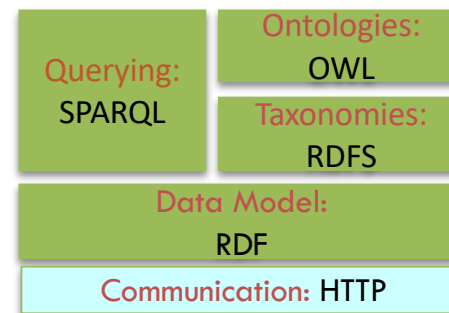 Querying:
SPARQL
Ontologies:
OWL
Taxonomies:
RDFS
Data Model:
RDF
Communication: HTTP